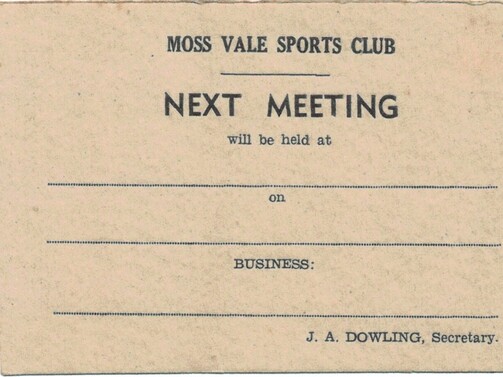 MOSS VALE SPORTS CLUB
NEXT MEETING
will be held at
on
BUSINESS:
J. A. DOWLING, Secretary.